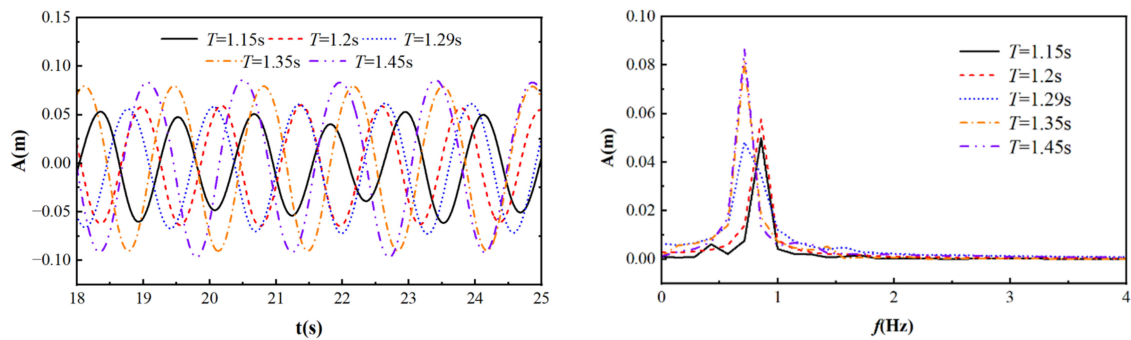 0.15
0.10
0.05
0.00
−0.05
−0.10
A(m)
T=1.15s T=1.2s T=1.29s
T=1.35s T=1.45s
18 19 20 21 22 23 24 25
t(s)
0.10
0.08
0.06
0.04
0.02
0.00
A(m)
T=1.15s
T=1.2s
T=1.29s
T=1.35s
T=1.45s
0 1 2 3 4
f(Hz)